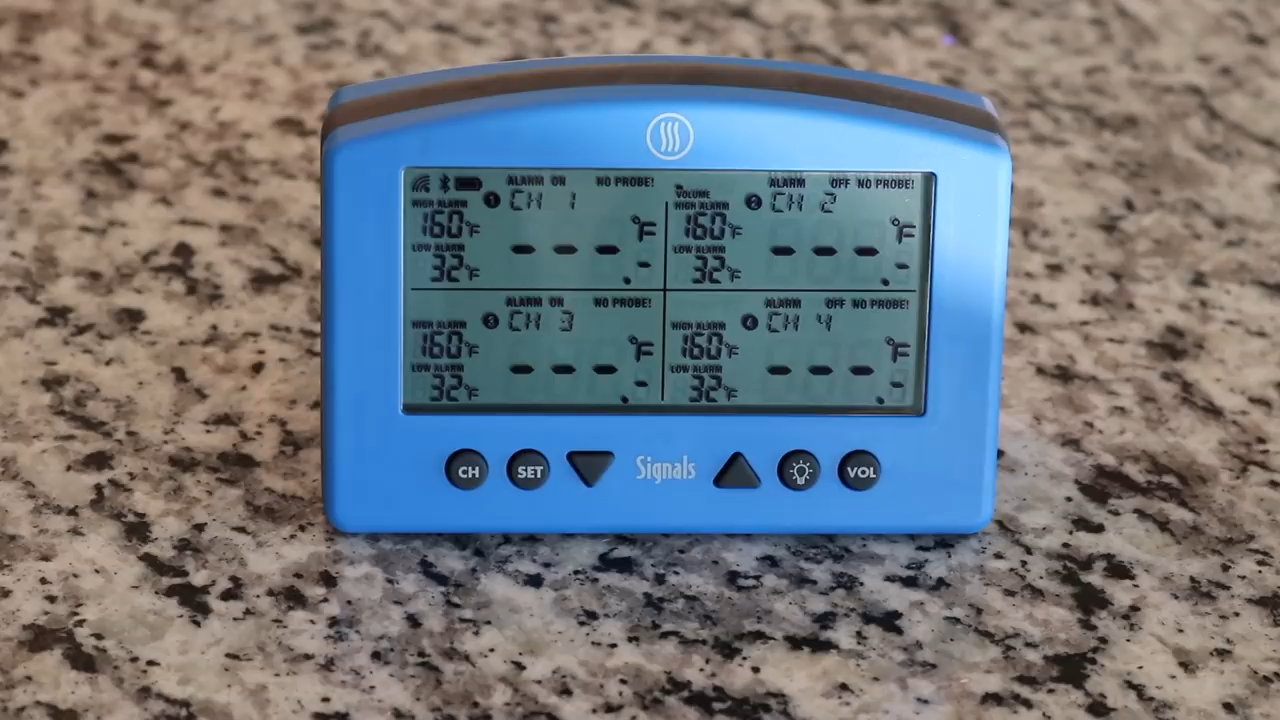 ALARM ON NO PROBE!
1 CH 1
HIGH ALARM
160°F
°F
LOW ALARM
32°F
- - - . -
ALARM OFF NO PROBE!
VOLUME
2 CH 2
HIGH ALARM
160°F
°F
LOW ALARM
32°F
- - - . -
ALARM ON NO PROBE!
3 CH 3
HIGH ALARM
160°F
°F
LOW ALARM
32°F
- - - . -
ALARM OFF NO PROBE!
4 CH 4
HIGH ALARM
160°F
°F
LOW ALARM
32°F
- - - . -
CH SET Signals VOL